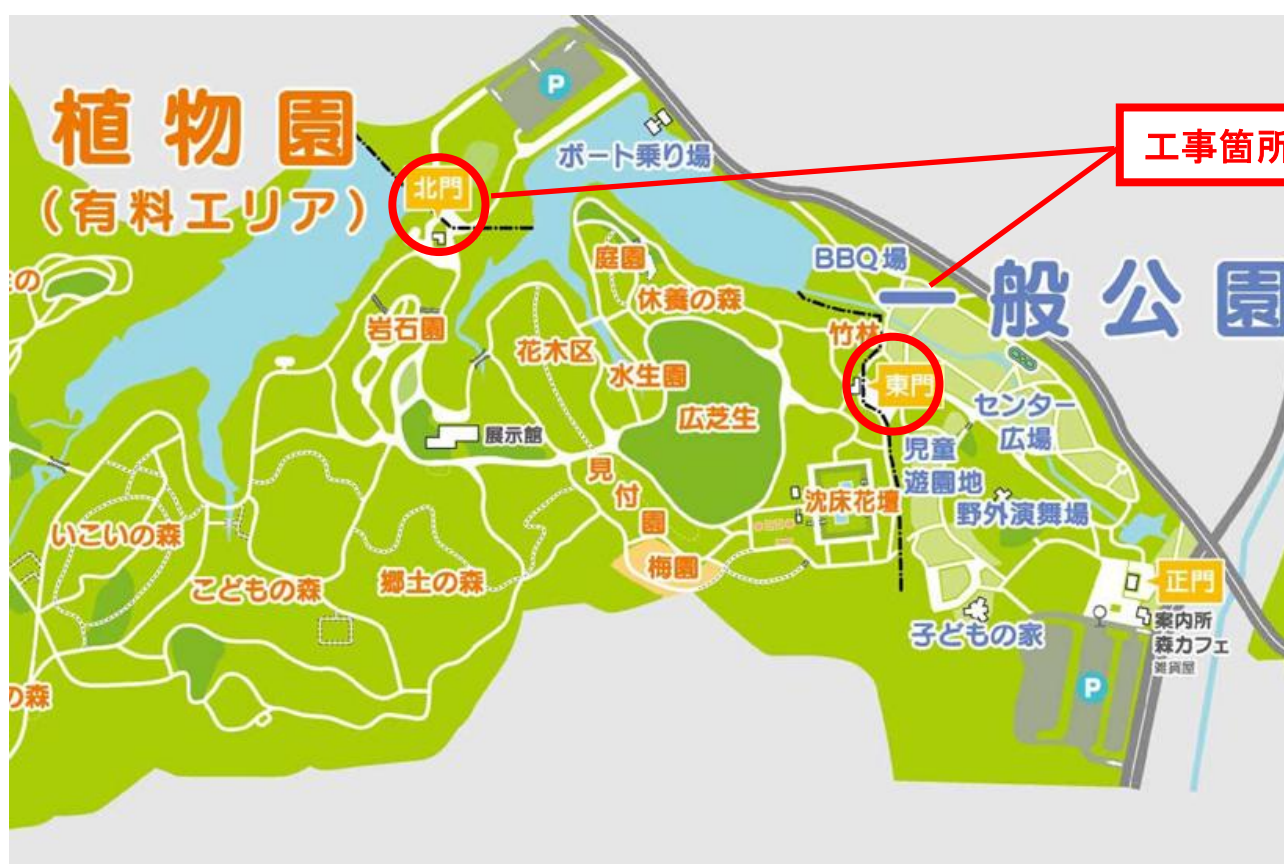 植物園
（有料エリア）
P
ボート乗り場
工事箇所
北門
BBQ場
一般公園
庭園
休養の森
岩石園
花木区
水生園
竹林
東門
広芝生
センター
広場
展示館
児童
遊園地
見付園
沈床花壇
野外演舞場
いこいの森
こどもの森
郷土の森
梅園
正門
子どもの家
案内所
森カフェ
雑貨屋
P
の森